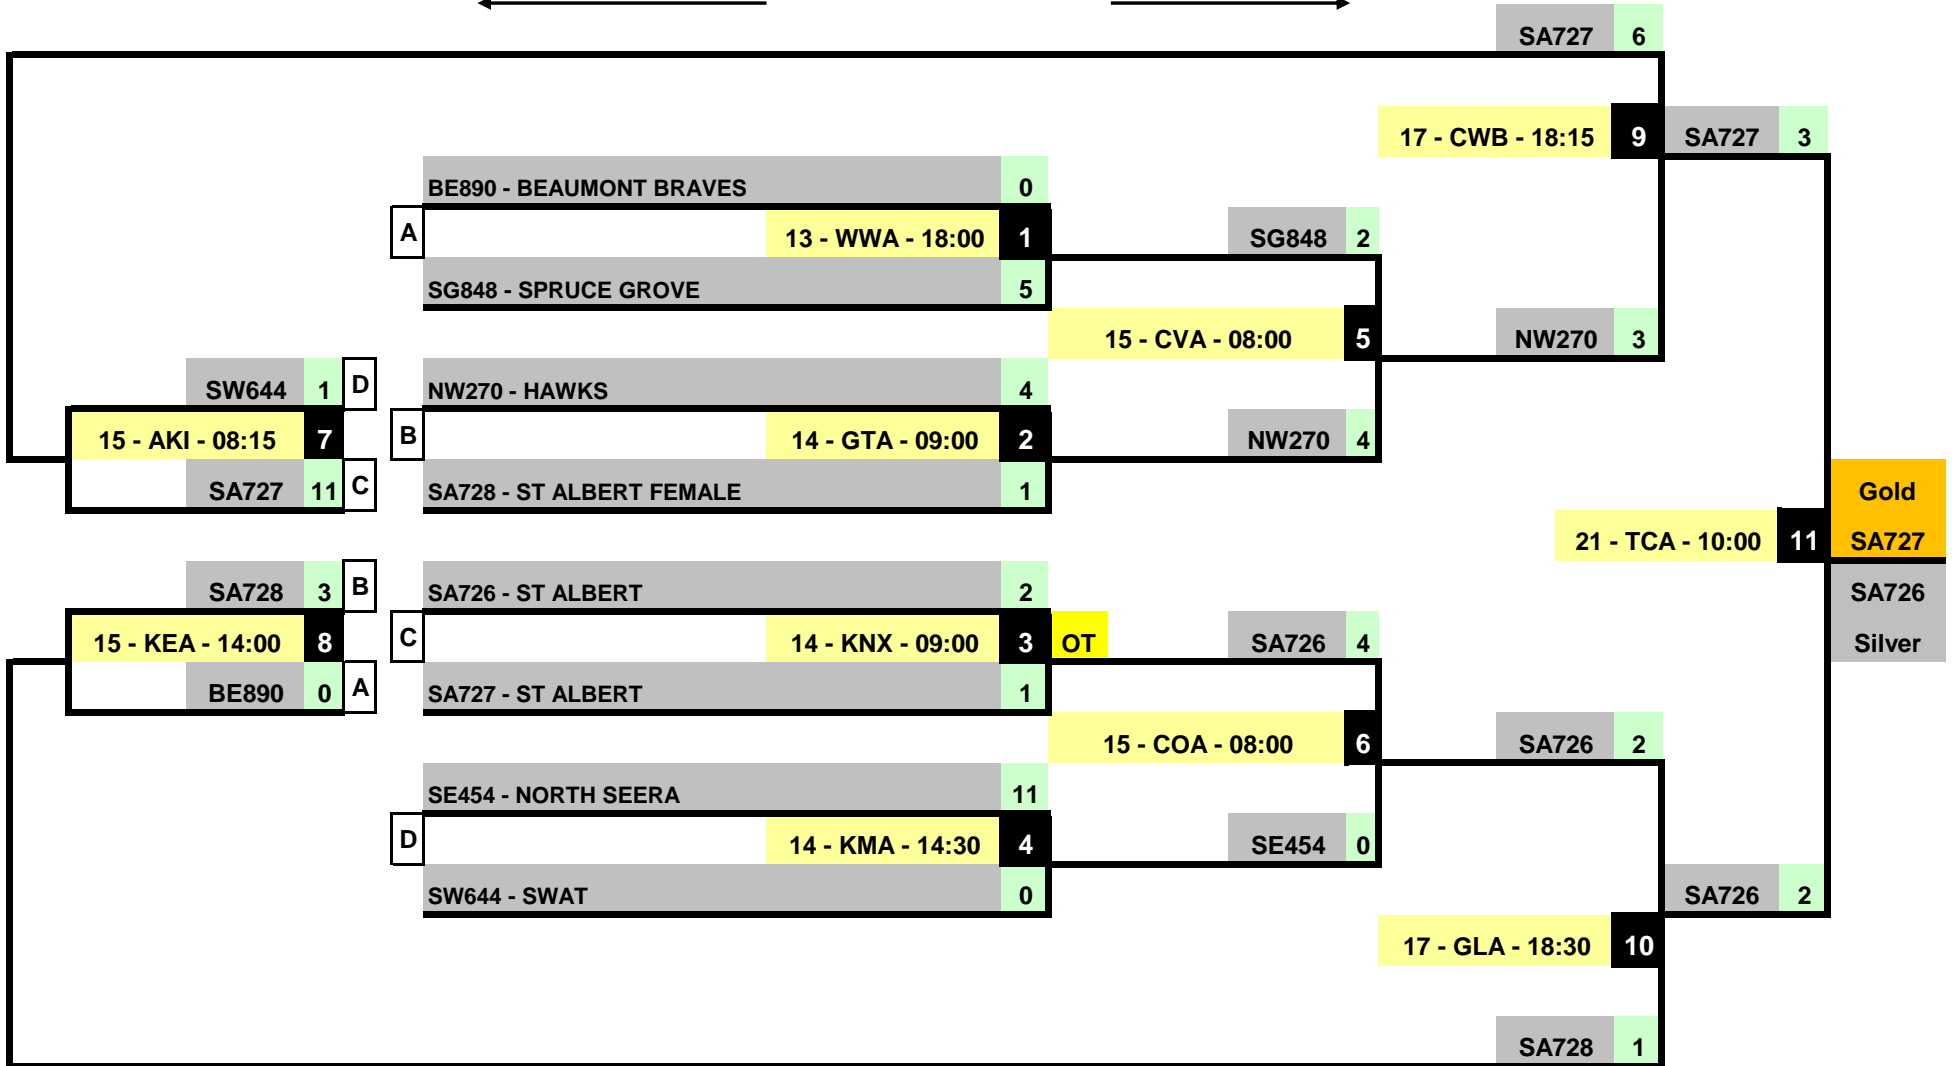 SA727 6
17 - CWB - 18:15 9 SA727 3
BE890 - BEAUMONT BRAVES 0
A 13 - WWA - 18:00 1 SG848 2
SG848 - SPRUCE GROVE 5
15 - CVA - 08:00 5 NW270 3
SW644 1 D NW270 - HAWKS 4
15 - AKI - 08:15 7 B 14 - GTA - 09:00 2 NW270 4
SA727 11 C SA728 - ST ALBERT FEMALE 1 Gold
21 - TCA - 10:00 11 SA727
SA728 3 B SA726 - ST ALBERT 2 SA726
15 - KEA - 14:00 8 C 14 - KNX - 09:00 3 OT SA726 4 Silver
BE890 0 A SA727 - ST ALBERT 1
15 - COA - 08:00 6 SA726 2
SE454 - NORTH SEERA 11
D 14 - KMA - 14:30 4 SE454 0
SW644 - SWAT 0 SA726 2
17 - GLA - 18:30 10
SA728 1